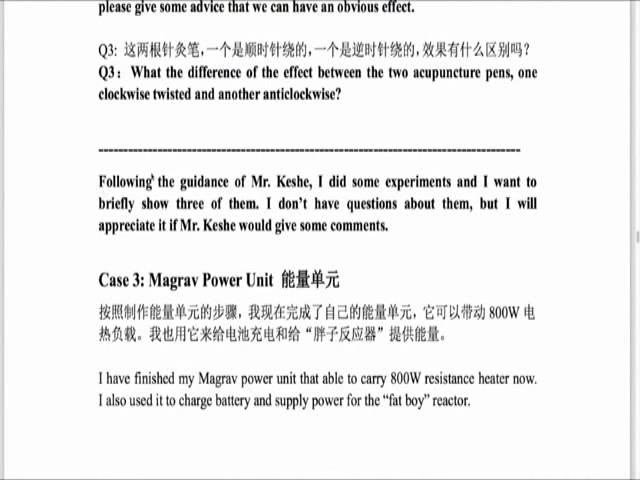 please give some advice that we can have an obvious effect.
Q3: 这两根针灸笔，一个是顺时针绕的，一个是逆时针绕的，效果有什么区别吗？
Q3：What the difference of the effect between the two acupuncture pens, one
clockwise twisted and another anticlockwise?
Following the guidance of Mr. Keshe, I did some experiments and I want to
briefly show three of them. I don't have questions about them, but I will
appreciate it if Mr. Keshe would give some comments.
Case 3: Magrav Power Unit 能量单元
按照制作能量单元的步骤，我现在完成了自己的能量单元，它可以带动 800W 电
热负载。我也用它来给电池充电和给“胖子反应器”提供能量。
I have finished my Magrav power unit that able to carry 800W resistance heater now.
I also used it to charge battery and supply power for the “fat boy” reactor.